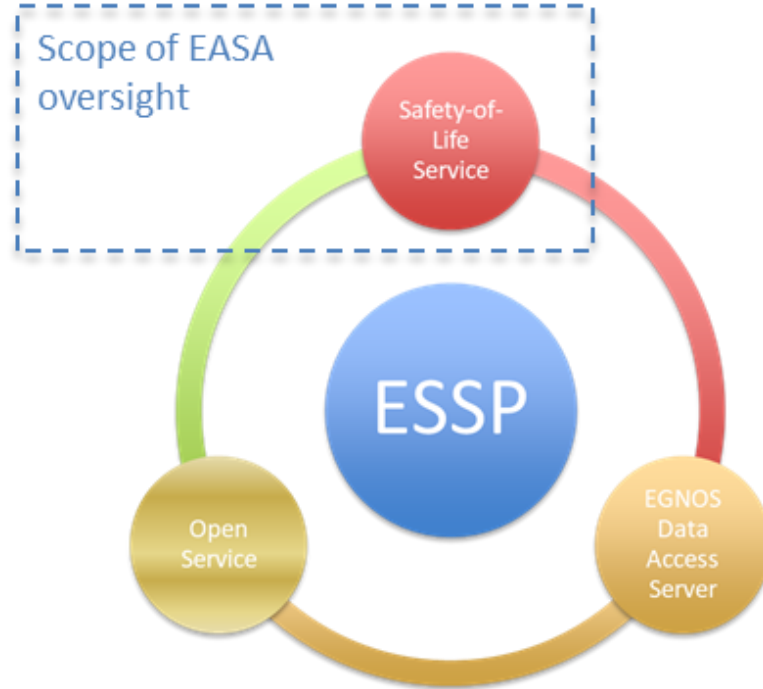 Scope of EASA
oversight
Safety-of-
Life
Service
ESSP
Open
Service
EGNOS
Data
Access
Server